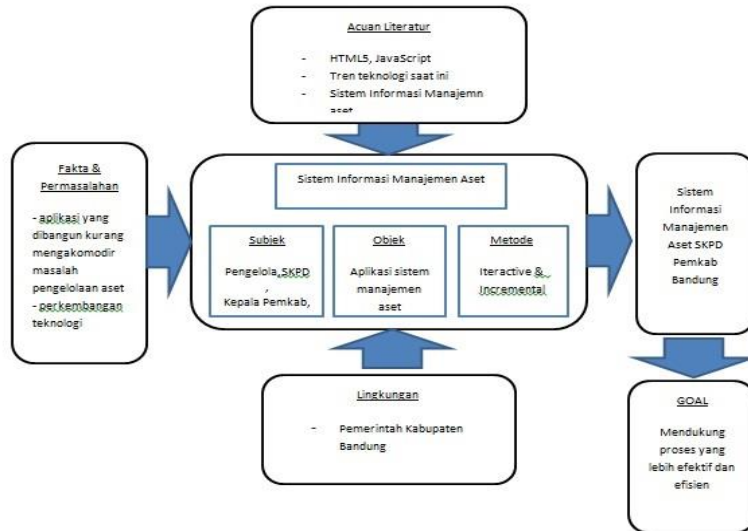 Acuan Literatur
- HTML5, JavaScript
- Tren teknologi saat ini
- Sistem Informasi Manajemn
aset
Fakta &
Permasalahan
- aplikasi yang
dibangun kurang
mengakomodir
masalah
pengelolaan aset
- perkembangan
teknologi
Sistem Informasi Manajemen Aset
Subjek
Pengelola, SKPD
,
Kepala Pemkab,
Objek
Aplikasi sistem
manajemen
aset
Metode
Iteractive &
Incremental
Sistem
Informasi
Manajemen
Aset SKPD
Pemkab
Bandung
Lingkungan
- Pemerintah Kabupaten
Bandung
GOAL
Mendukung
proses yang
lebih efektif dan
efisien